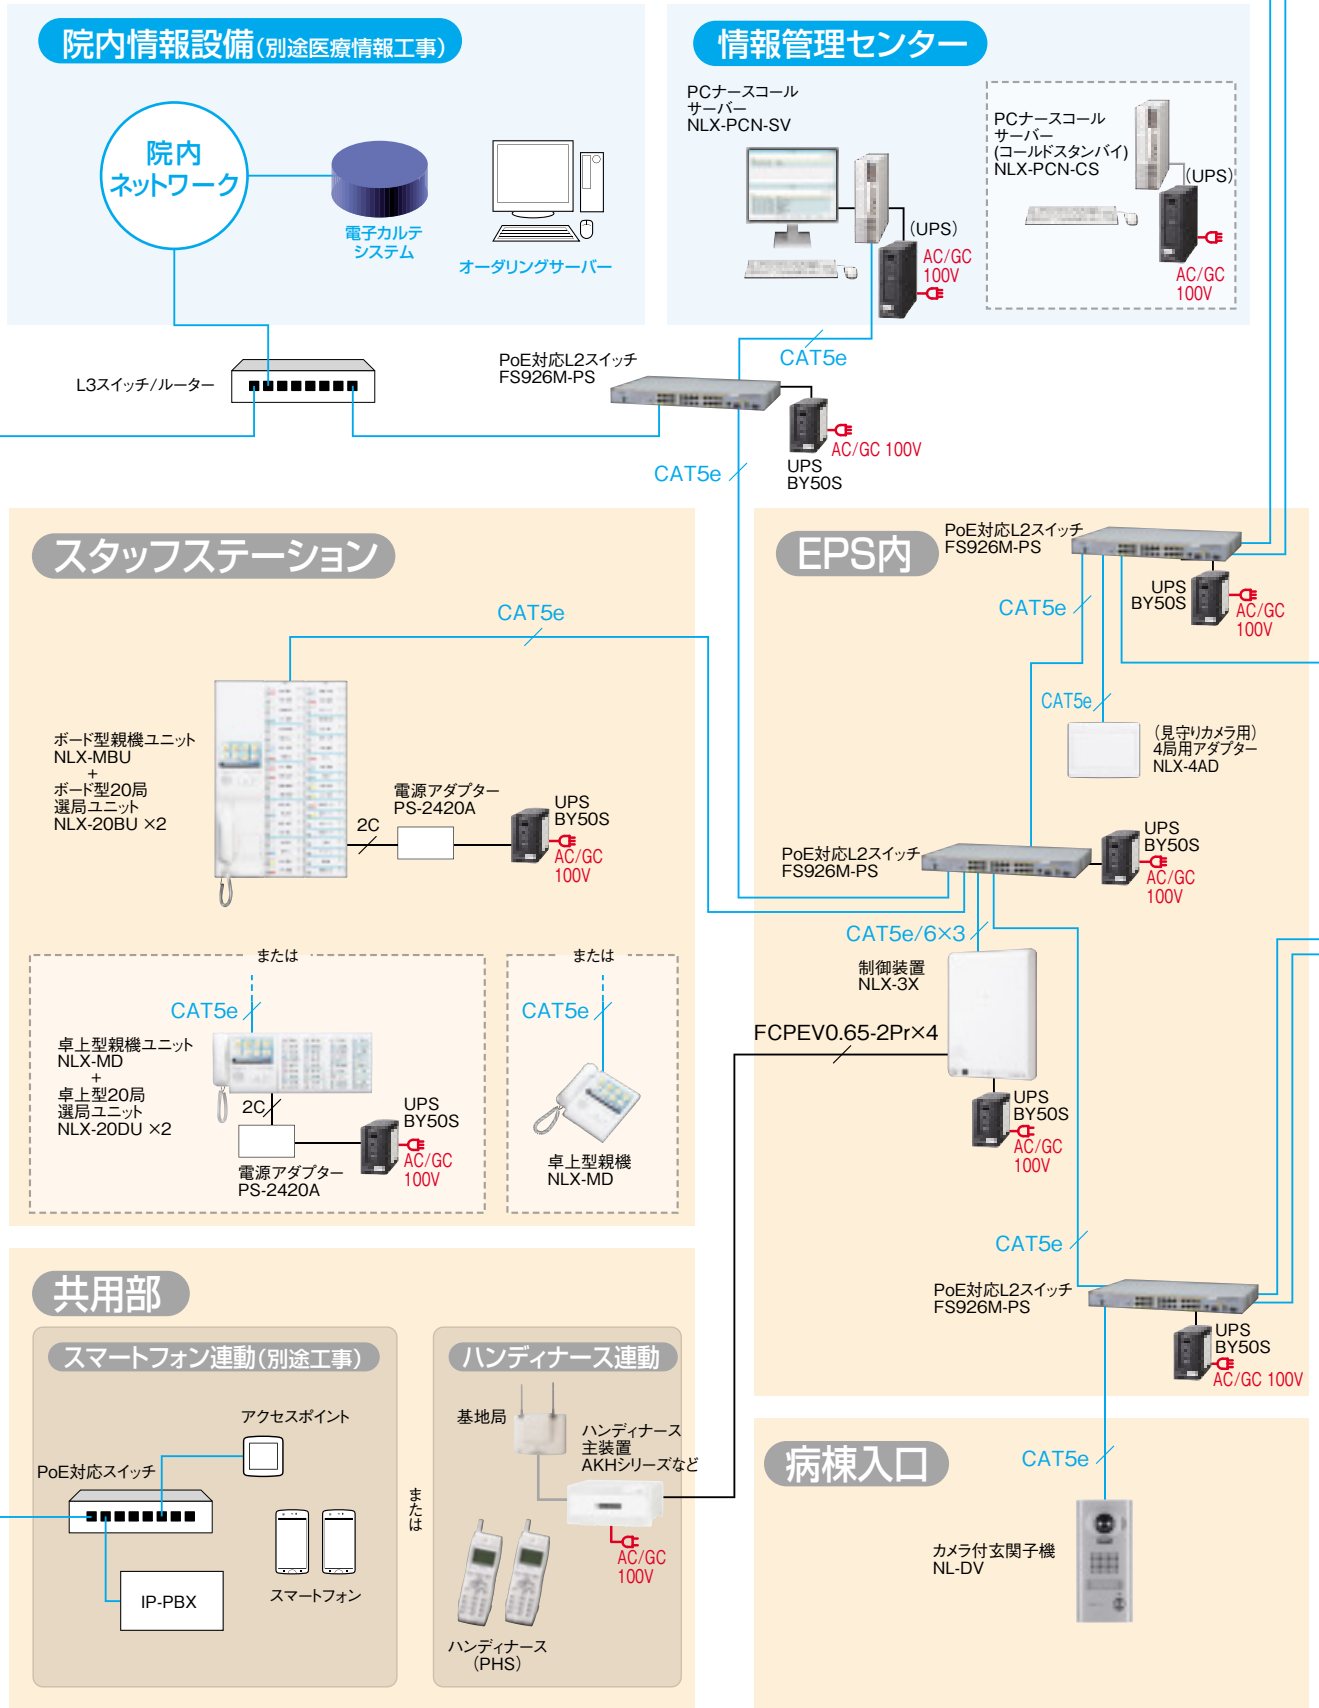 院内情報設備(別途医療情報工事)
院内
ネットワーク
電子カルテ
システム
オーダリングサーバー
情報管理センター
PCナースコール
サーバー
NLX-PCN-SV
(UPS)
AC/GC
100V
PCナースコール
サーバー
(コールドスタンバイ)
NLX-PCN-CS
(UPS)
AC/GC
100V
CAT5e
L3スイッチ/ルーター
PoE対応L2スイッチ
FS926M-PS
AC/GC 100V
UPS
BY50S
CAT5e
スタッフステーション
CAT5e
ボード型親機ユニット
NLX-MBU
+
ボード型20局
選局ユニット
NLX-20BU ×2
2C
電源アダプター
PS-2420A
UPS
BY50S
AC/GC
100V
または
CAT5e
卓上型親機ユニット
NLX-MD
+
卓上型20局
選局ユニット
NLX-20DU ×2
2C
電源アダプター
PS-2420A
UPS
BY50S
AC/GC
100V
または
CAT5e
卓上型親機
NLX-MD
EPS内
PoE対応L2スイッチ
FS926M-PS
UPS
BY50S
AC/GC
100V
CAT5e
CAT5e
(見守りカメラ用)
4局用アダプター
NLX-4AD
PoE対応L2スイッチ
FS926M-PS
UPS
BY50S
AC/GC
100V
CAT5e/6×3
制御装置
NLX-3X
FCPEV0.65-2Pr×4
UPS
BY50S
AC/GC
100V
CAT5e
PoE対応L2スイッチ
FS926M-PS
UPS
BY50S
AC/GC 100V
共用部
スマートフォン連動(別途工事)
アクセスポイント
PoE対応スイッチ
IP-PBX
スマートフォン
または
ハンディナース連動
基地局
ハンディナース
主装置
AKHシリーズなど
AC/GC
100V
ハンディナース
(PHS)
病棟入口
CAT5e
カメラ付玄関子機
NL-DV